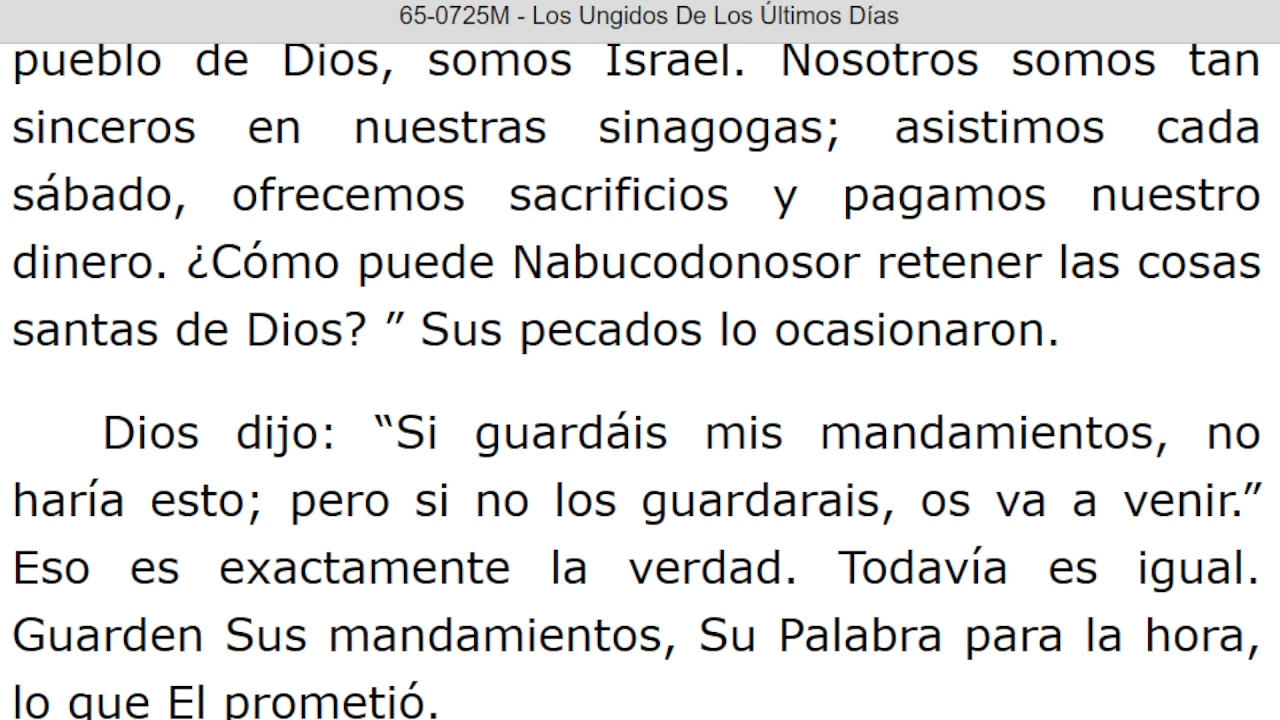 65-0725M - Los Ungidos De Los Últimos Días
pueblo de Dios, somos Israel. Nosotros somos tan
sinceros en nuestras sinagogas; asistimos cada
sábado, ofrecemos sacrificios y pagamos nuestro
dinero. ¿Cómo puede Nabucodonosor retener las cosas
santas de Dios? ” Sus pecados lo ocasionaron.
Dios dijo: “Si guardáis mis mandamientos, no
haría esto; pero si no los guardarais, os va a venir.”
Eso es exactamente la verdad. Todavía es igual.
Guarden Sus mandamientos, Su Palabra para la hora,
lo que El prometió.